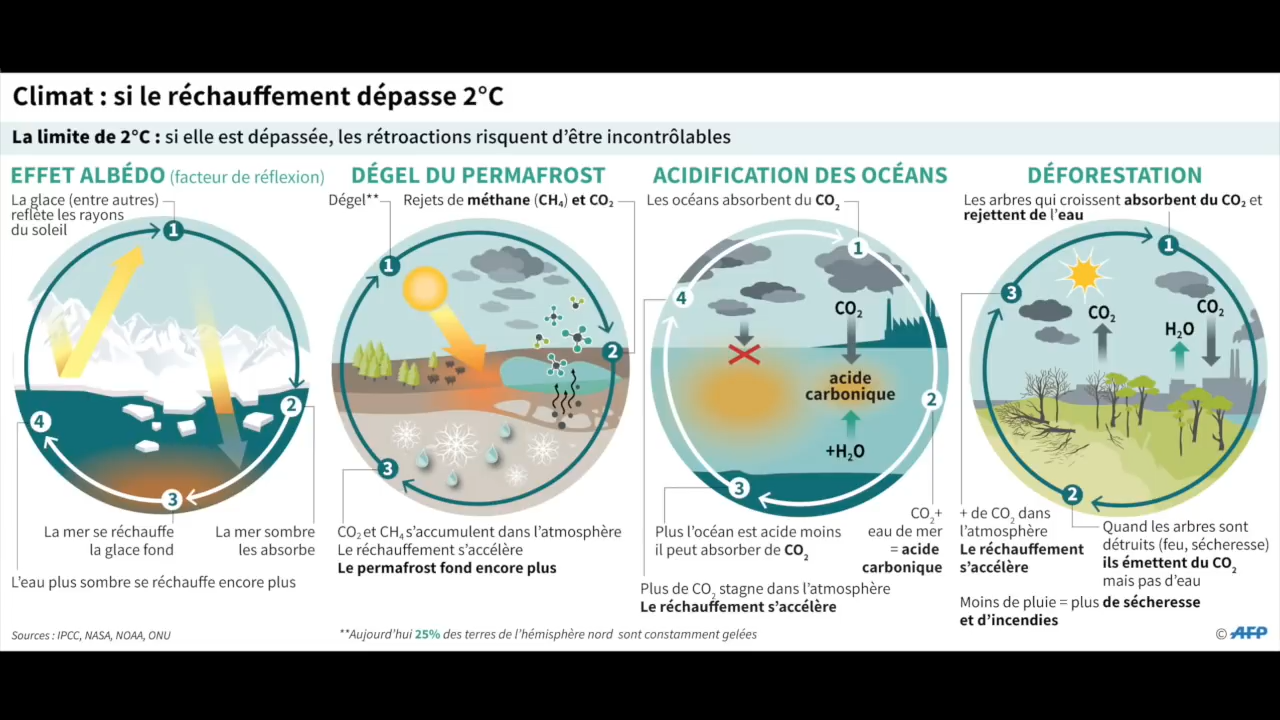 Climat : si le réchauffement dépasse 2°C
La limite de 2°C : si elle est dépassée, les rétroactions risquent d'être incontrôlables
EFFET ALBÉDO (facteur de réflexion)
La glace (entre autres)
reflète les rayons
du soleil
1
2
3
4
La mer se réchauffe
la glace fond
La mer sombre
les absorbe
L'eau plus sombre se réchauffe encore plus
DÉGEL DU PERMAFROST
Dégel**
Rejets de méthane (CH₄) et CO₂
1
2
3
CO₂ et CH₄ s'accumulent dans l'atmosphère
Le réchauffement s'accélère
Le permafrost fond encore plus
ACIDIFICATION DES OCÉANS
Les océans absorbent du CO₂
1
4
CO₂
acide
carbonique
2
+H₂O
3
CO₂+
eau de mer
= acide
carbonique
Plus l'océan est acide moins
il peut absorber de CO₂
Plus de CO₂ stagne dans l'atmosphère
Le réchauffement s'accélère
DÉFORESTATION
Les arbres qui croissent absorbent du CO₂ et
rejettent de l'eau
1
3
CO₂
H₂O
CO₂
2
+ de CO₂ dans
l'atmosphère
Le réchauffement
s'accélère
Quand les arbres sont
détruits (feu, sécheresse)
ils émettent du CO₂
mais pas d'eau
Moins de pluie = plus de sécheresse
et d'incendies
Sources : IPCC, NASA, NOAA, ONU
**Aujourd'hui 25% des terres de l'hémisphère nord sont constamment gelées
© AFP